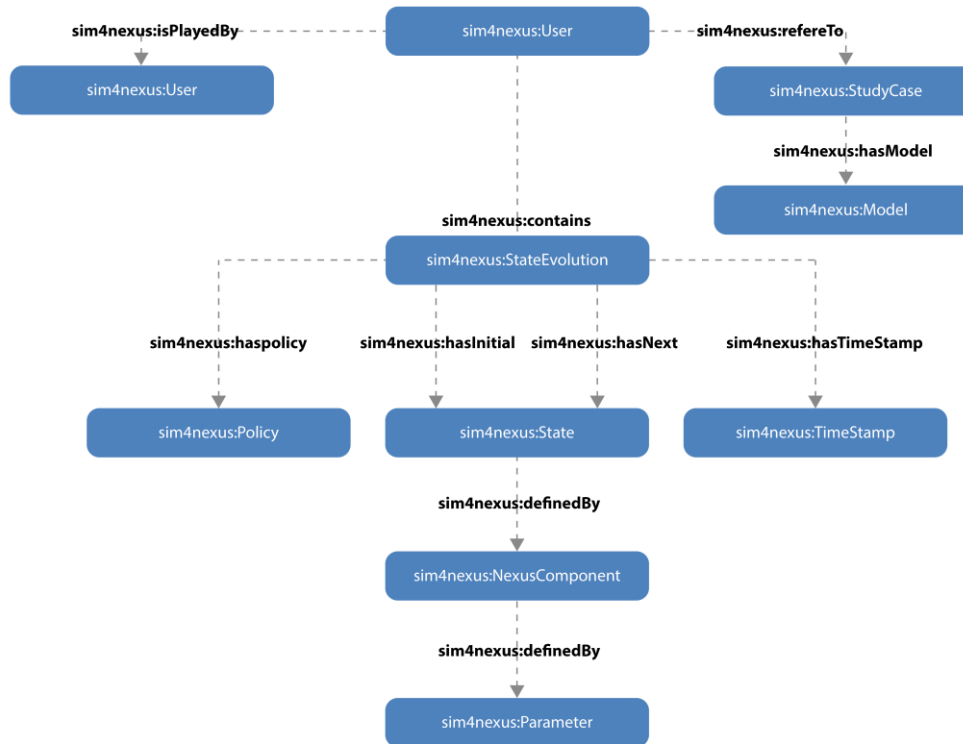 sim4nexus:User
sim4nexus:isPlayedBy
sim4nexus:refereTo
sim4nexus:User
sim4nexus:StudyCase
sim4nexus:hasModel
sim4nexus:Model
sim4nexus:contains
sim4nexus:StateEvolution
sim4nexus:haspolicy
sim4nexus:hasInitial
sim4nexus:hasNext
sim4nexus:hasTimeStamp
sim4nexus:Policy
sim4nexus:State
sim4nexus:TimeStamp
sim4nexus:definedBy
sim4nexus:NexusComponent
sim4nexus:definedBy
sim4nexus:Parameter